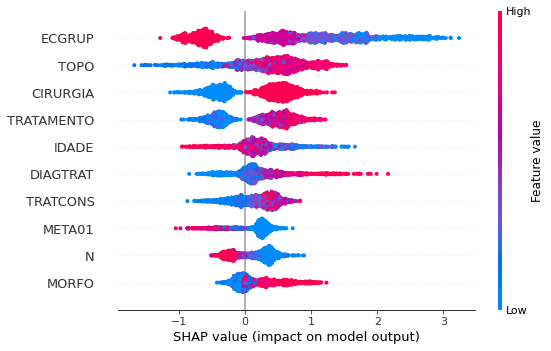 High
ECGRUP
TOPO
CIRURGIA
TRATAMENTO
IDADE
DIAGTRAT
TRATCONS
META01
N
MORFO
Feature value
Low
−1 0 1 2 3
SHAP value (impact on model output)